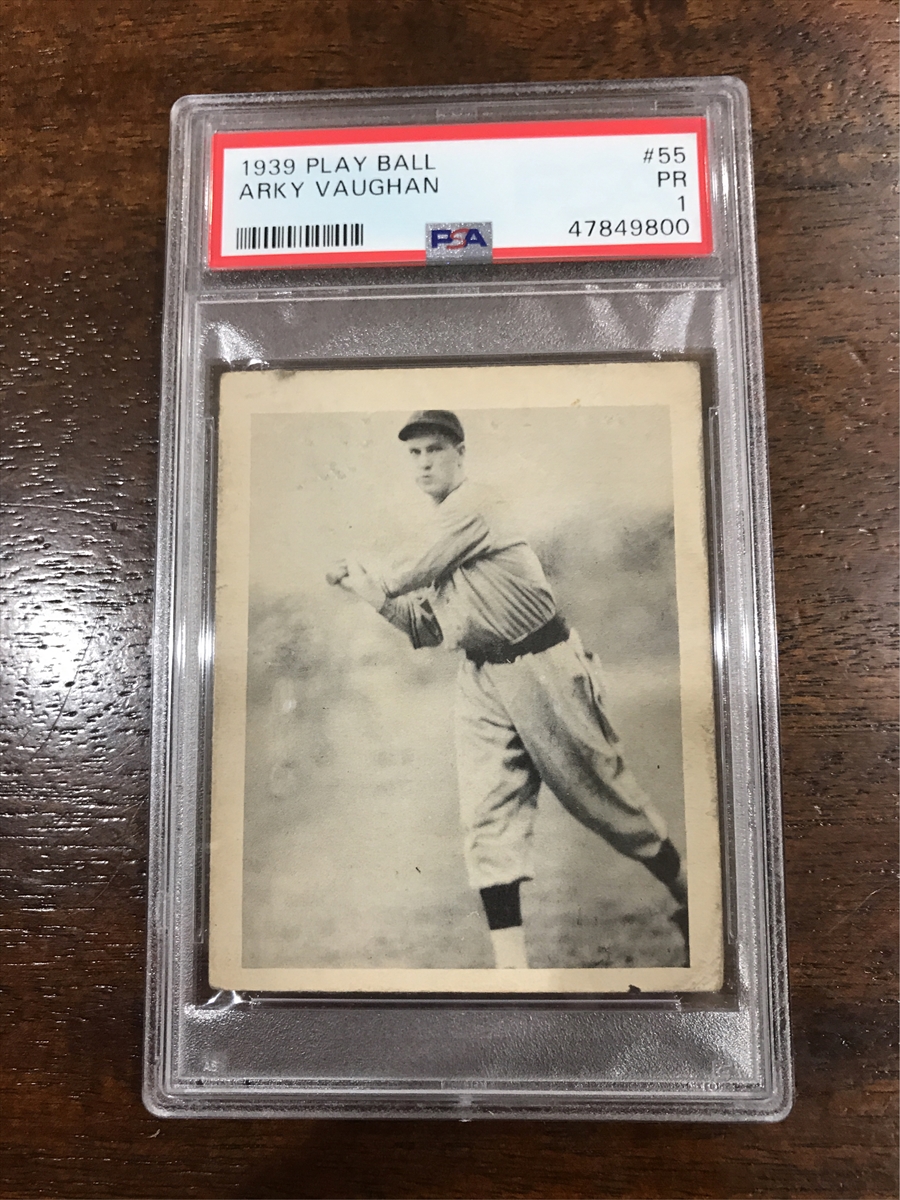 1939 PLAY BALL #55
ARKY VAUGHAN PR
1
PSA 47849800